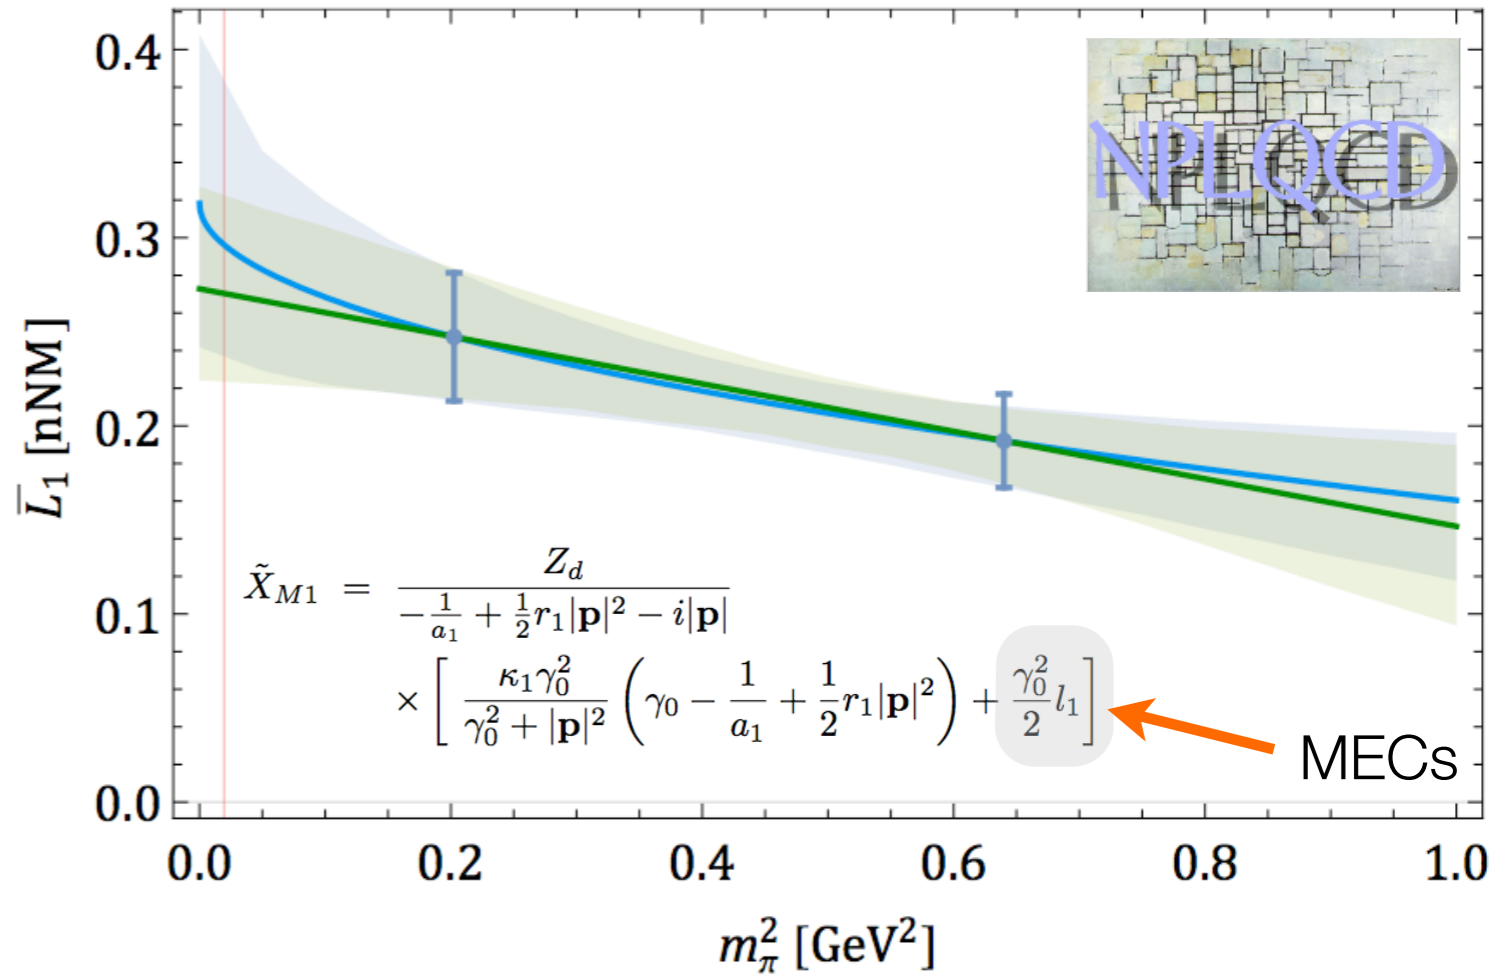 0.4
0.3
0.2
0.1
0.0
L̄₁ [nNM]
NPLQCD
X̃_{M1} = Z_d / (−1/a₁ + ½r₁|p|² − i|p|)
× [ κ₁γ₀² / (γ₀² + |p|²) (γ₀ − 1/a₁ + ½r₁|p|²) + γ₀²/2 l₁ ]
MECs
0.0 0.2 0.4 0.6 0.8 1.0
m_π² [GeV²]